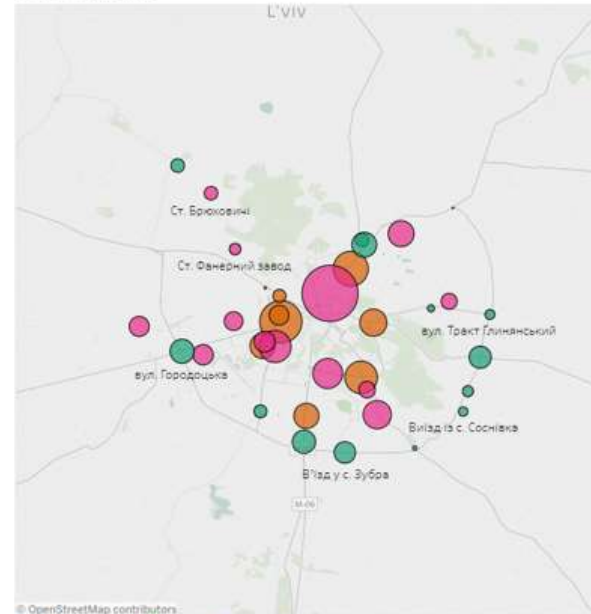 L'VIV
Ст. Брюховичі
Ст. Фанерний завод
вул. Тракт Глинянський
вул. Городоцька
Виїзд із с. Соснівка
В'їзд у с. Зубра
M-06
© OpenStreetMap contributors